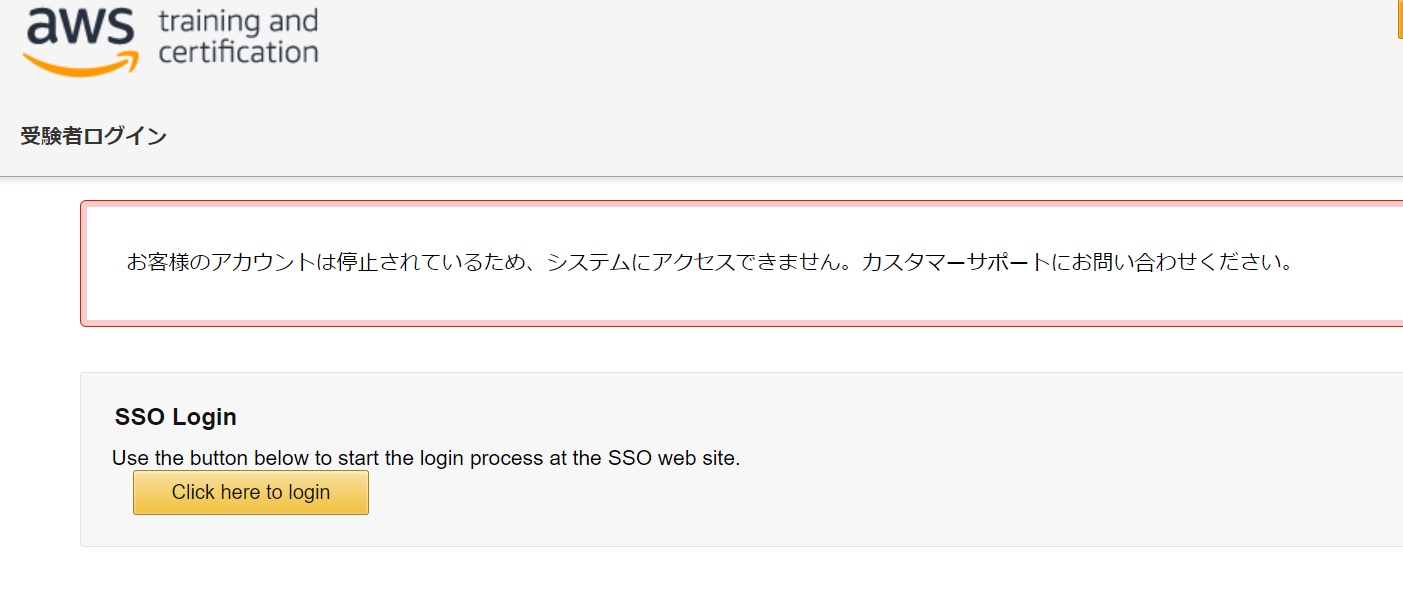 aws training and
certification
受験者ログイン
お客様のアカウントは停止されているため、システムにアクセスできません。カスタマーサポートにお問い合わせください。
SSO Login
Use the button below to start the login process at the SSO web site.
Click here to login